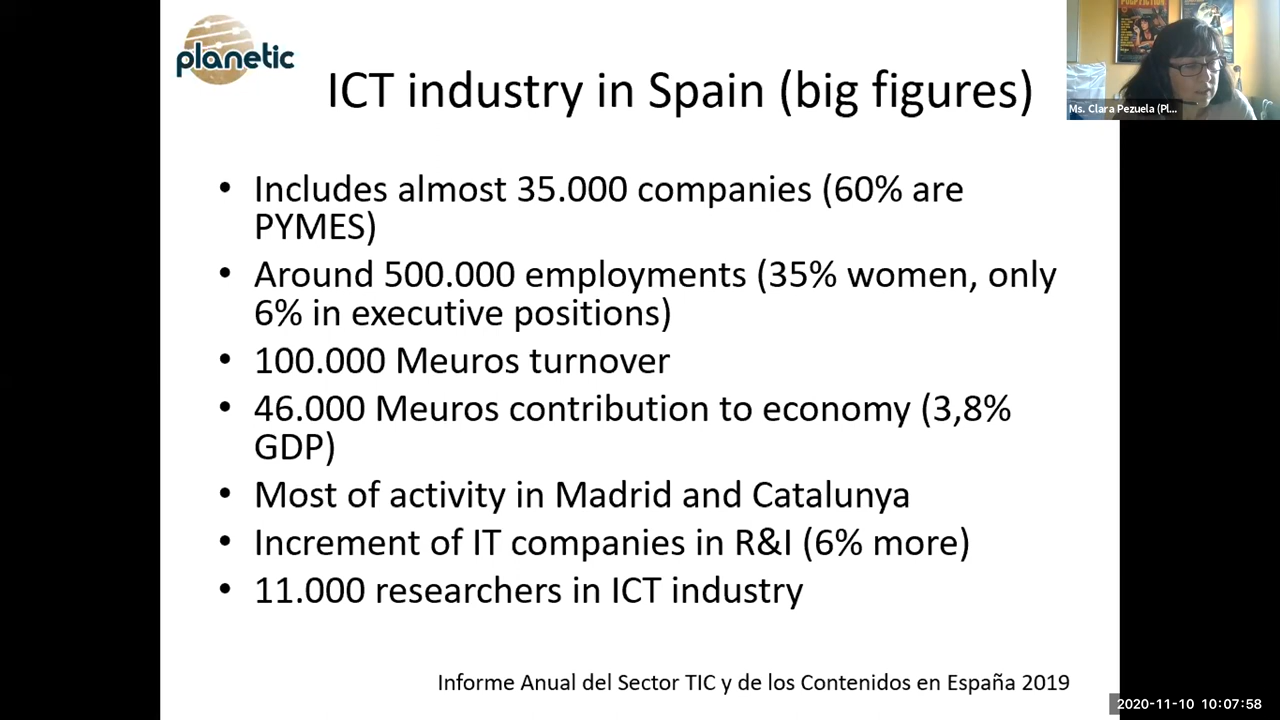 planetic
ICT industry in Spain (big figures)
PULP FICTION
Ms. Clara Pezuela (Pl...
• Includes almost 35.000 companies (60% are
PYMES)
• Around 500.000 employments (35% women, only
6% in executive positions)
• 100.000 Meuros turnover
• 46.000 Meuros contribution to economy (3,8%
GDP)
• Most of activity in Madrid and Catalunya
• Increment of IT companies in R&I (6% more)
• 11.000 researchers in ICT industry
Informe Anual del Sector TIC y de los Contenidos en España 2019
2020-11-10 10:07:58